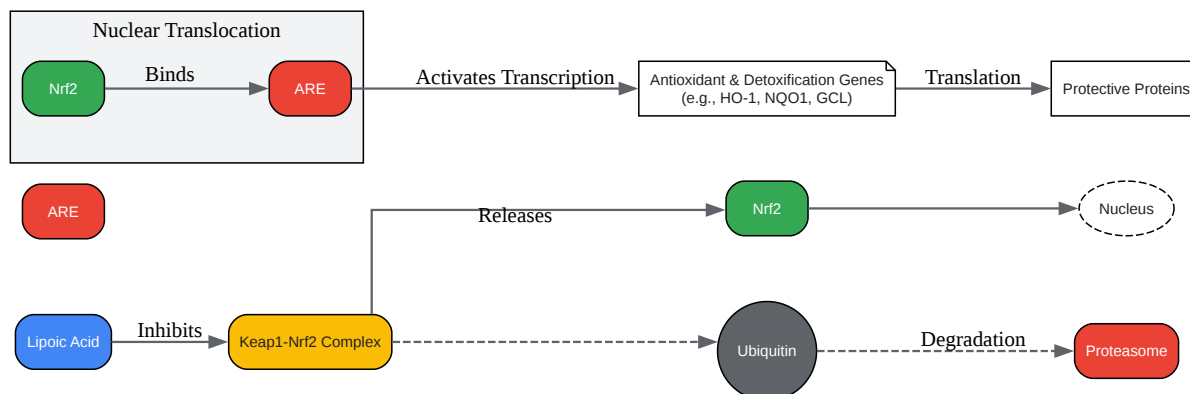 Nuclear Translocation
Nrf2
Binds
ARE
Activates Transcription
Antioxidant & Detoxification Genes
(e.g., HO-1, NQO1, GCL)
Translation
Protective Proteins
ARE
Releases
Nrf2
Nucleus
Lipoic Acid
Inhibits
Keap1-Nrf2 Complex
Ubiquitin
Degradation
Proteasome